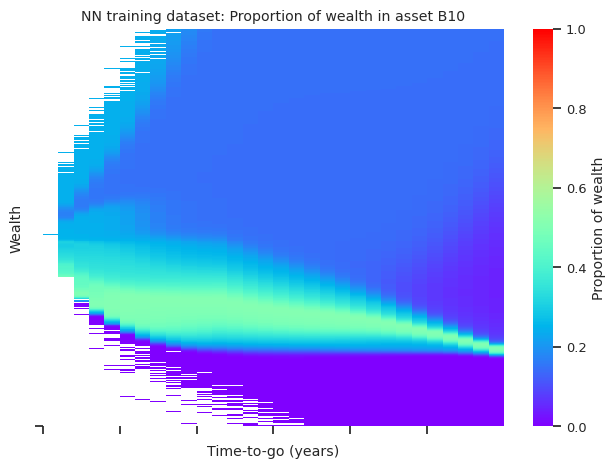 NN training dataset: Proportion of wealth in asset B10
Wealth
Time-to-go (years)
1.0
0.8
0.6
0.4
0.2
0.0
Proportion of wealth